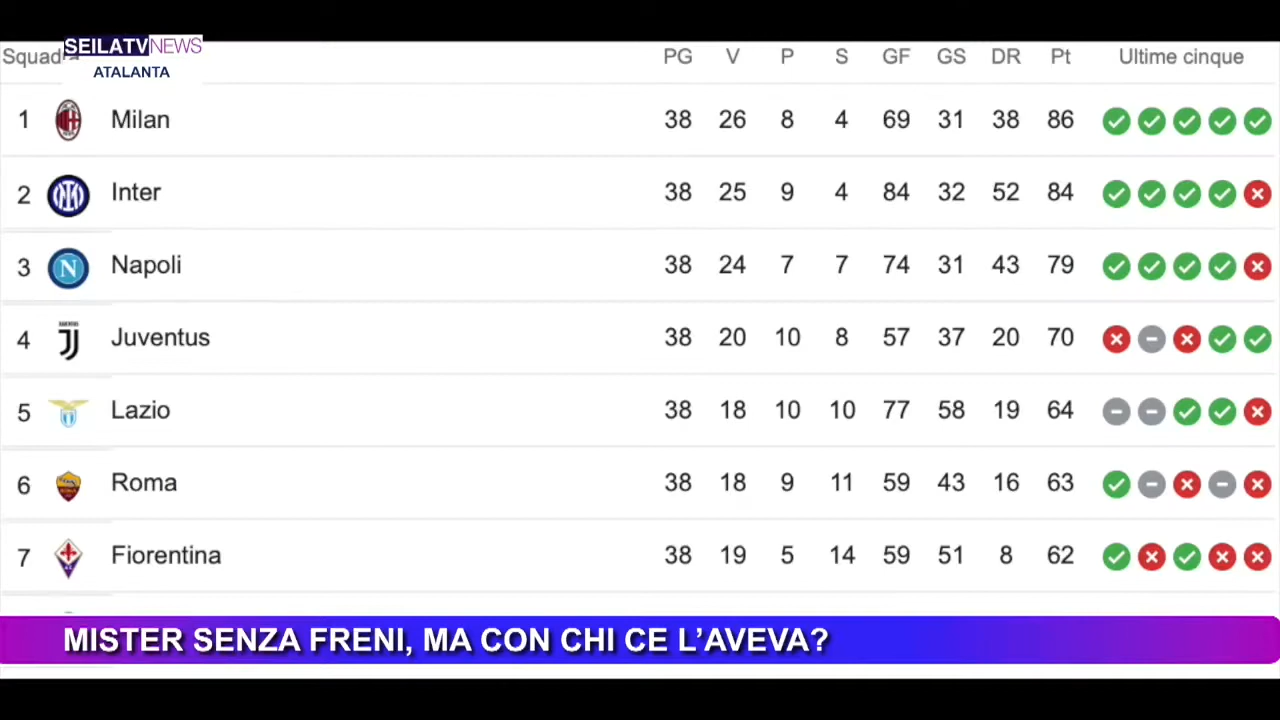 SEILATVNEWS
ATALANTA
Squadra PG V P S GF GS DR Pt Ultime cinque
1 Milan 38 26 8 4 69 31 38 86
2 Inter 38 25 9 4 84 32 52 84
3 Napoli 38 24 7 7 74 31 43 79
4 Juventus 38 20 10 8 57 37 20 70
5 Lazio 38 18 10 10 77 58 19 64
6 Roma 38 18 9 11 59 43 16 63
7 Fiorentina 38 19 5 14 59 51 8 62
MISTER SENZA FRENI, MA CON CHI CE L'AVEVA?